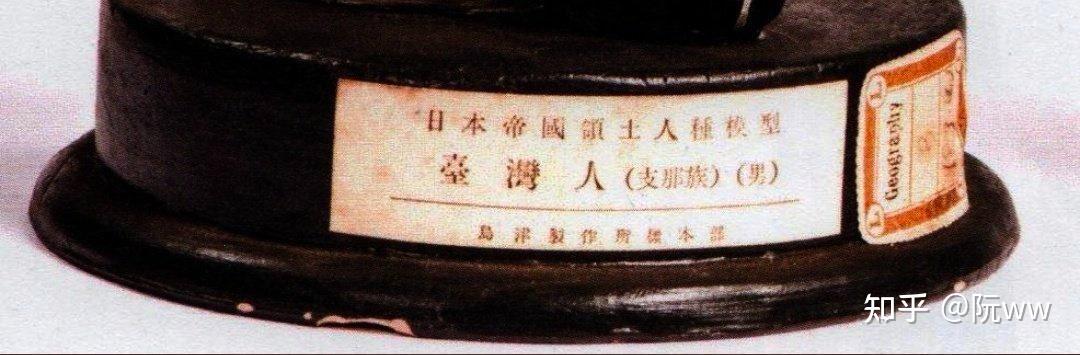 日本帝國領土人種模型
臺灣人(支那族)(男)
島津製作所標本部
Geography
知乎 @阮ww